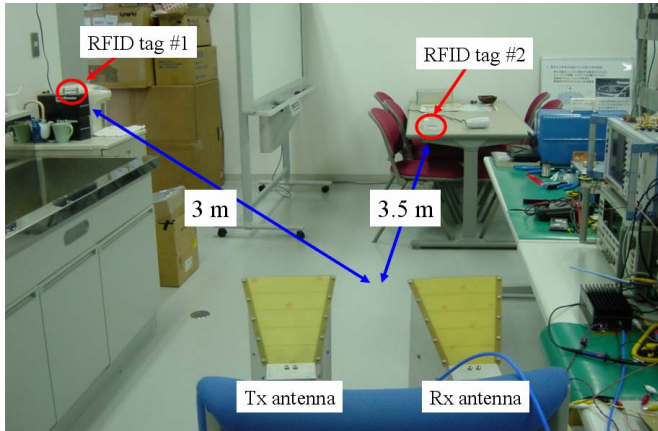 RFID tag #1
RFID tag #2
3 m
3.5 m
Tx antenna
Rx antenna